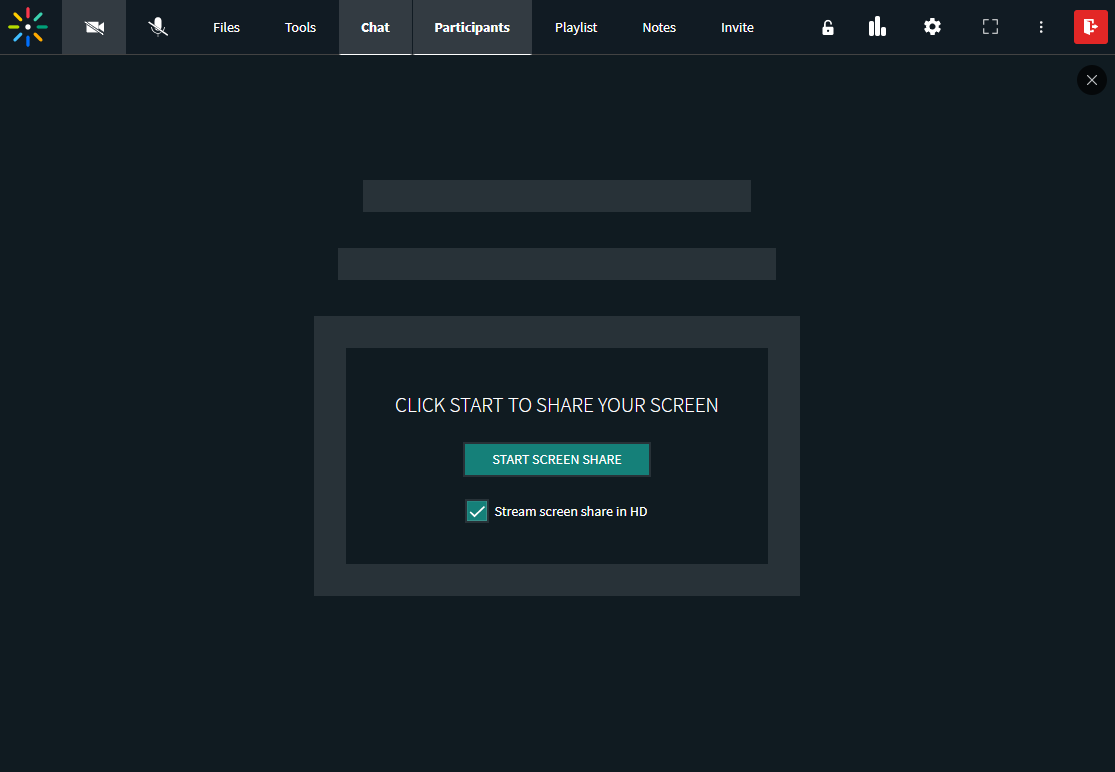 Files Tools Chat Participants Playlist Notes Invite
CLICK START TO SHARE YOUR SCREEN
START SCREEN SHARE
Stream screen share in HD